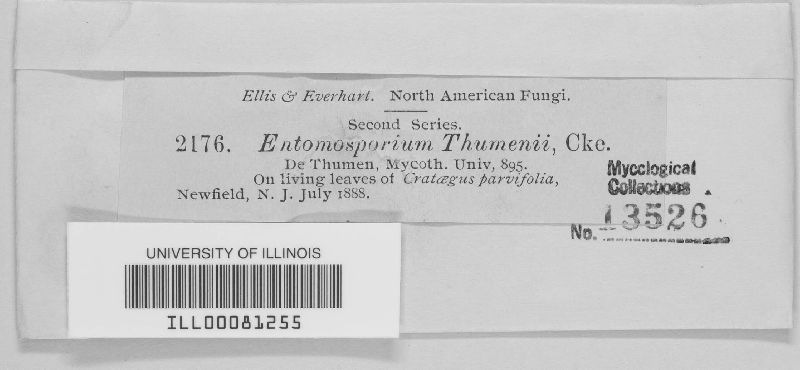 Ellis & Everhart. North American Fungi.
Second Series.
2176. Entomosporium Thumenii, Cke.
De Thumen, Mycoth. Univ, 895.
On living leaves of Cratægus parvifolia,
Newfield, N. J. July 1888.
Mycological
Collections
No. 13526
UNIVERSITY OF ILLINOIS
ILL00081255